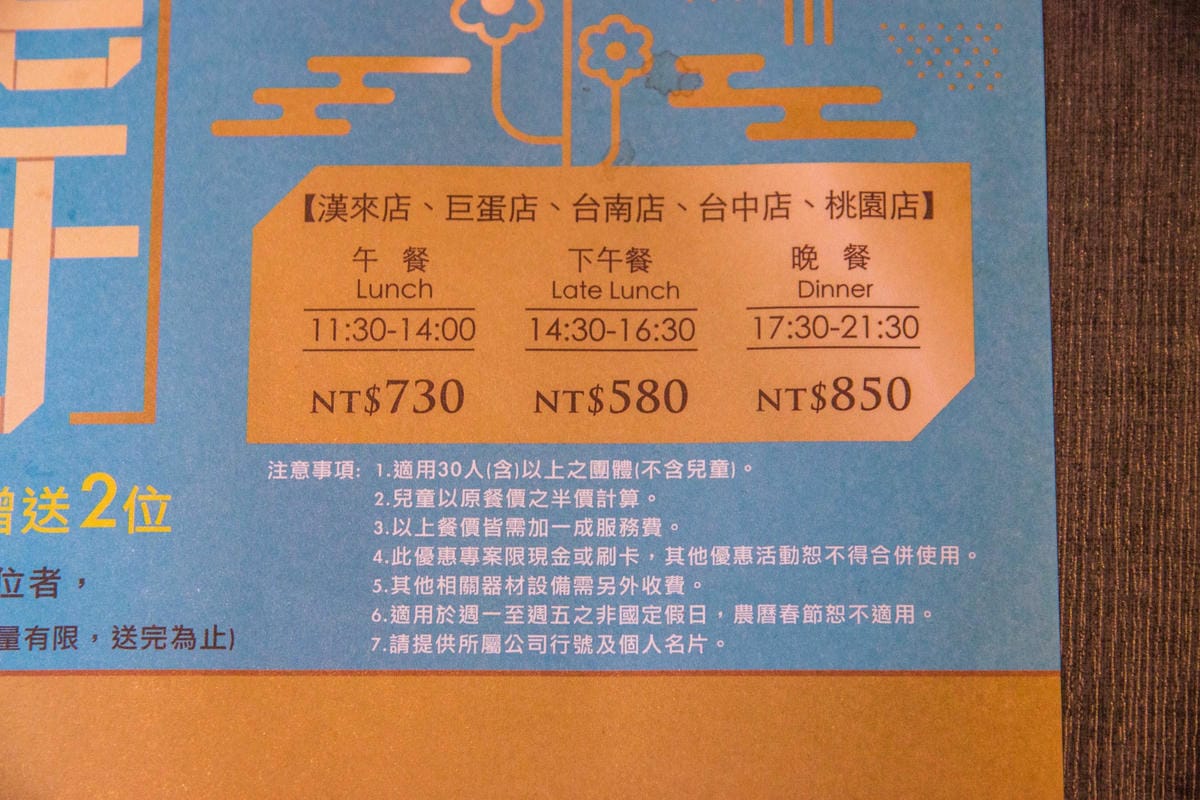 【漢來店、巨蛋店、台南店、台中店、桃園店】
午 餐
Lunch
11:30-14:00
NT$730
下午餐
Late Lunch
14:30-16:30
NT$580
晚 餐
Dinner
17:30-21:30
NT$850
注意事項: 1.適用30人(含)以上之團體(不含兒童)。
2.兒童以原餐價之半價計算。
3.以上餐價皆需加一成服務費。
4.此優惠專案限現金或刷卡，其他優惠活動恕不得合併使用。
5.其他相關器材設備需另外收費。
6.適用於週一至週五之非國定假日，農曆春節恕不適用。
7.請提供所屬公司行號及個人名片。
贈送2位
位者，
量有限，送完為止)